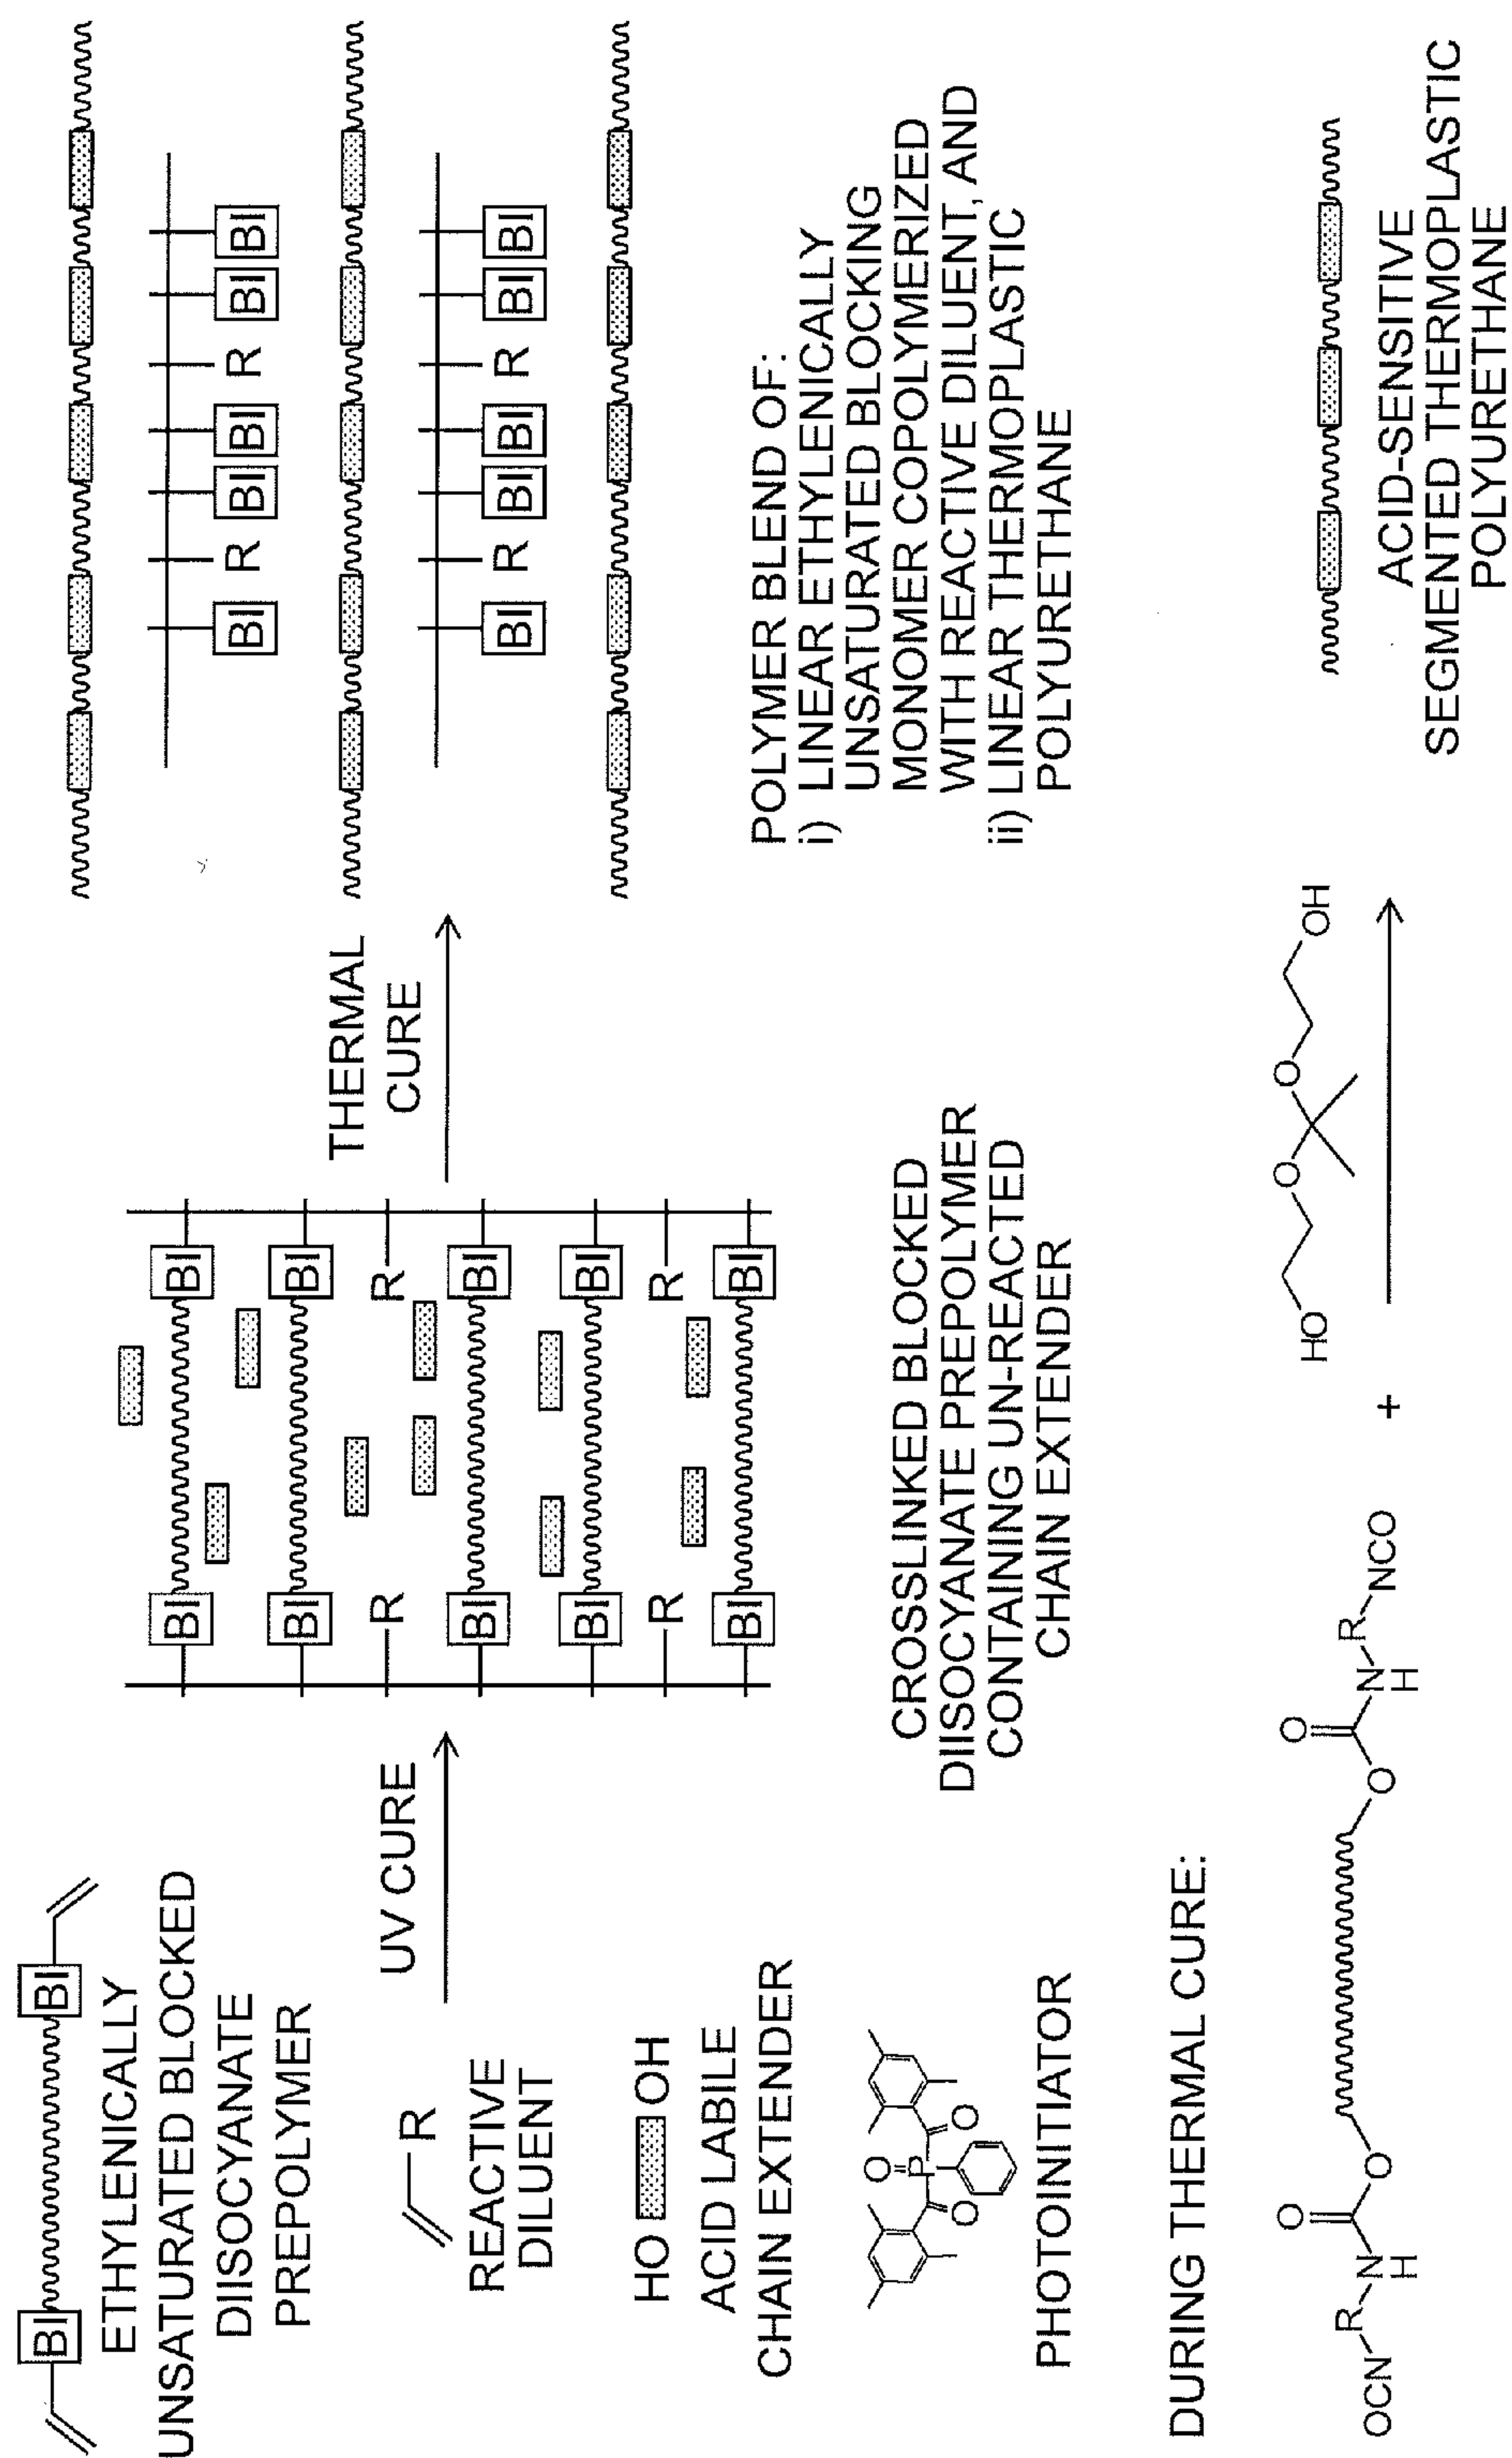 BI BI
ETHYLENICALLY
UNSATURATED BLOCKED
DIISOCYANATE
PREPOLYMER
R
REACTIVE
DILUENT
HO OH
ACID LABILE
CHAIN EXTENDER
O
O P O
PHOTOINITIATOR
UV CURE
BI BI
BI BI
R R
BI BI
BI BI
R R
BI BI
CROSSLINKED BLOCKED
DIISOCYANATE PREPOLYMER
CONTAINING UN-REACTED
CHAIN EXTENDER
THERMAL
CURE
BI R BI BI R BI BI
BI R BI BI R BI BI
POLYMER BLEND OF:
i) LINEAR ETHYLENICALLY
UNSATURATED BLOCKING
MONOMER COPOLYMERIZED
WITH REACTIVE DILUENT, AND
ii) LINEAR THERMOPLASTIC
POLYURETHANE
DURING THERMAL CURE:
OCN R N H O O O O N H R NCO
+
HO O O OH
ACID-SENSITIVE
SEGMENTED THERMOPLASTIC
POLYURETHANE